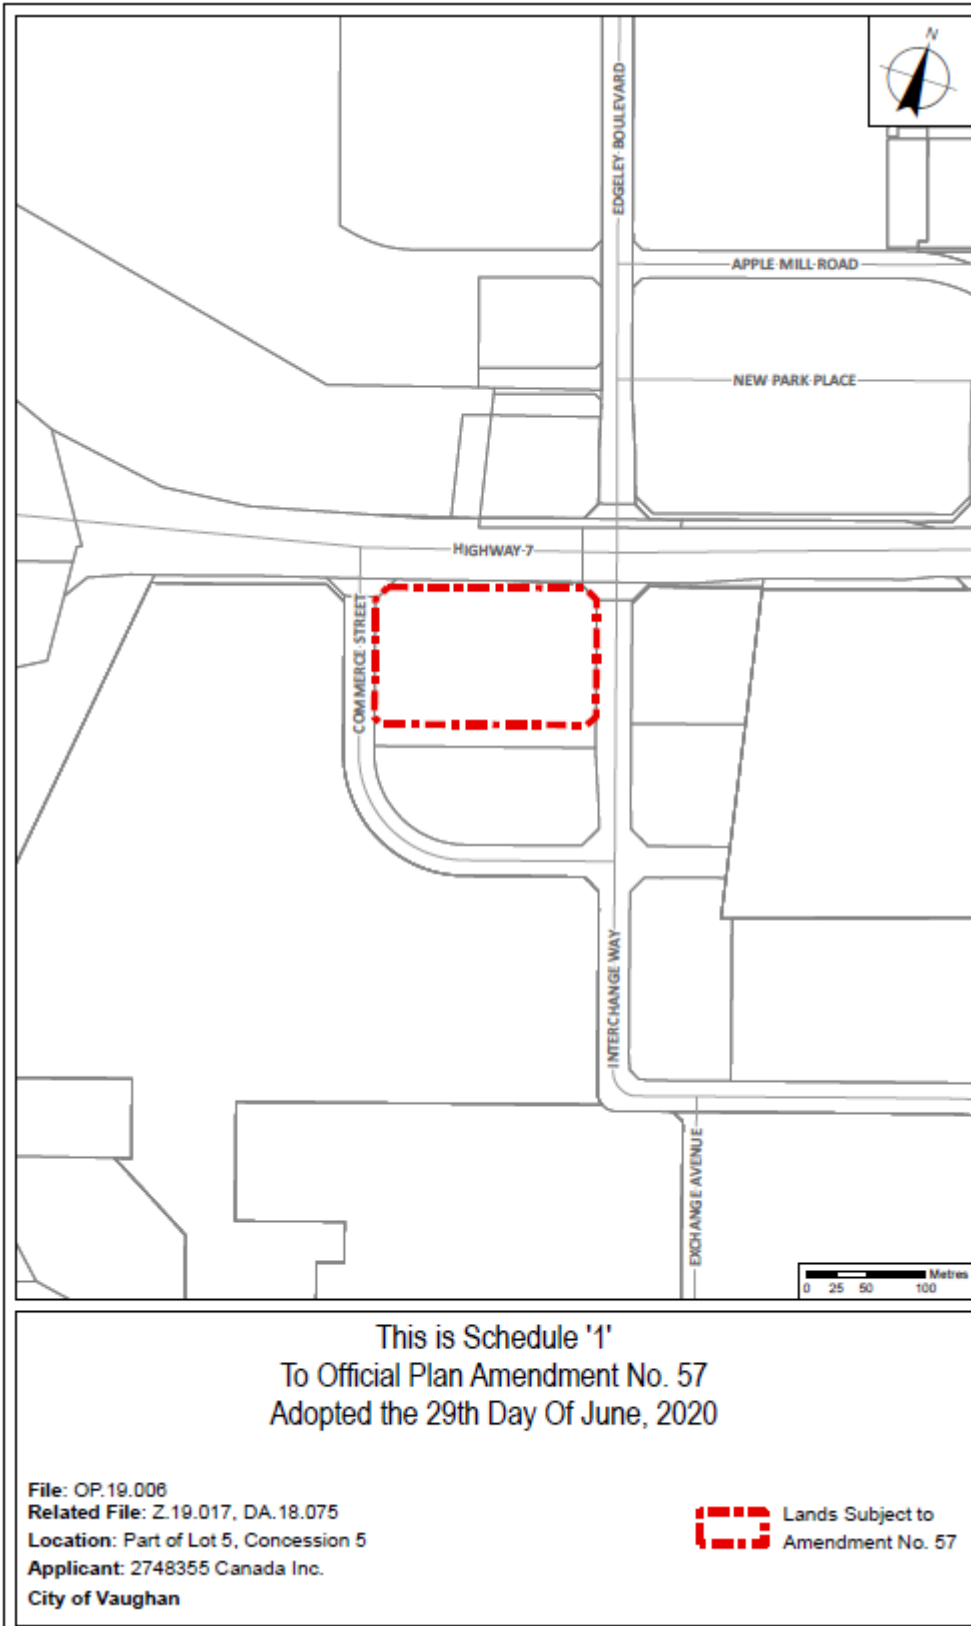 N
EDGELEY BOULEVARD
APPLE MILL ROAD
NEW PARK PLACE
HIGHWAY 7
COMMERCE STREET
INTERCHANGE WAY
EXCHANGE AVENUE
Metres
0 25 50 100
This is Schedule '1'
To Official Plan Amendment No. 57
Adopted the 29th Day Of June, 2020
File: OP.19.006
Related File: Z.19.017, DA.18.075
Location: Part of Lot 5, Concession 5
Applicant: 2748355 Canada Inc.
City of Vaughan
Lands Subject to
Amendment No. 57